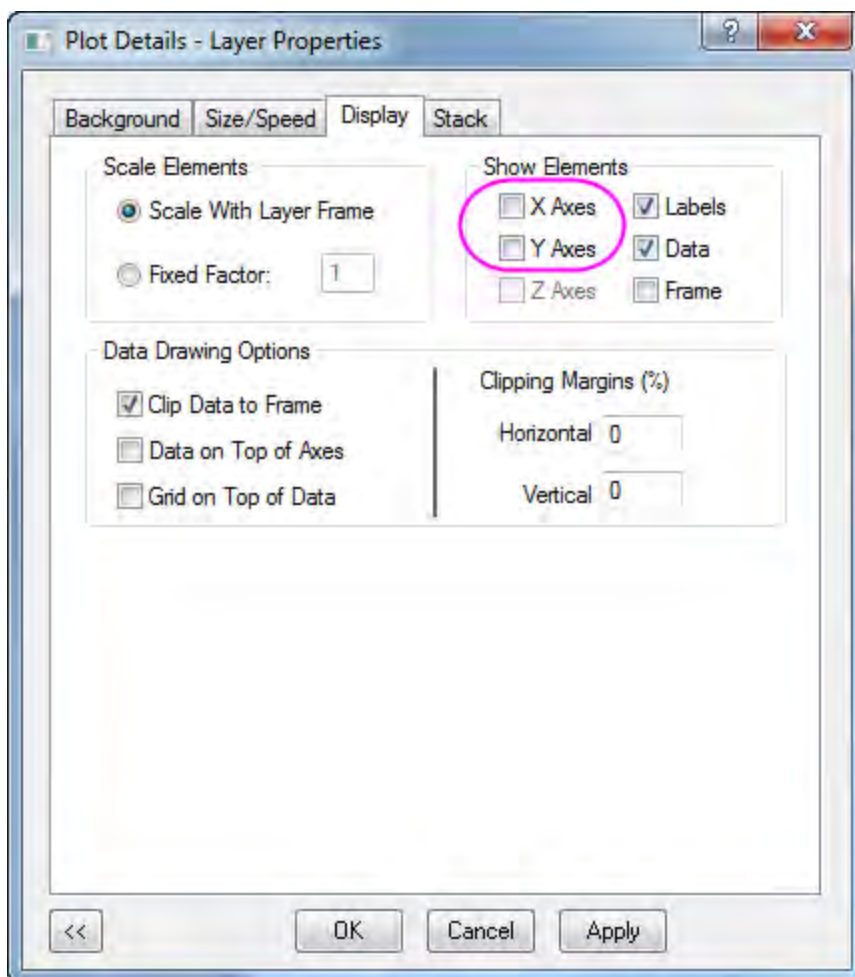 Plot Details - Layer Properties
?
Background Size/Speed Display Stack
Scale Elements
Scale With Layer Frame
Fixed Factor: 1
Show Elements
X Axes Labels
Y Axes Data
Z Axes Frame
Data Drawing Options
Clip Data to Frame
Data on Top of Axes
Grid on Top of Data
Clipping Margins (%)
Horizontal 0
Vertical 0
<< OK Cancel Apply